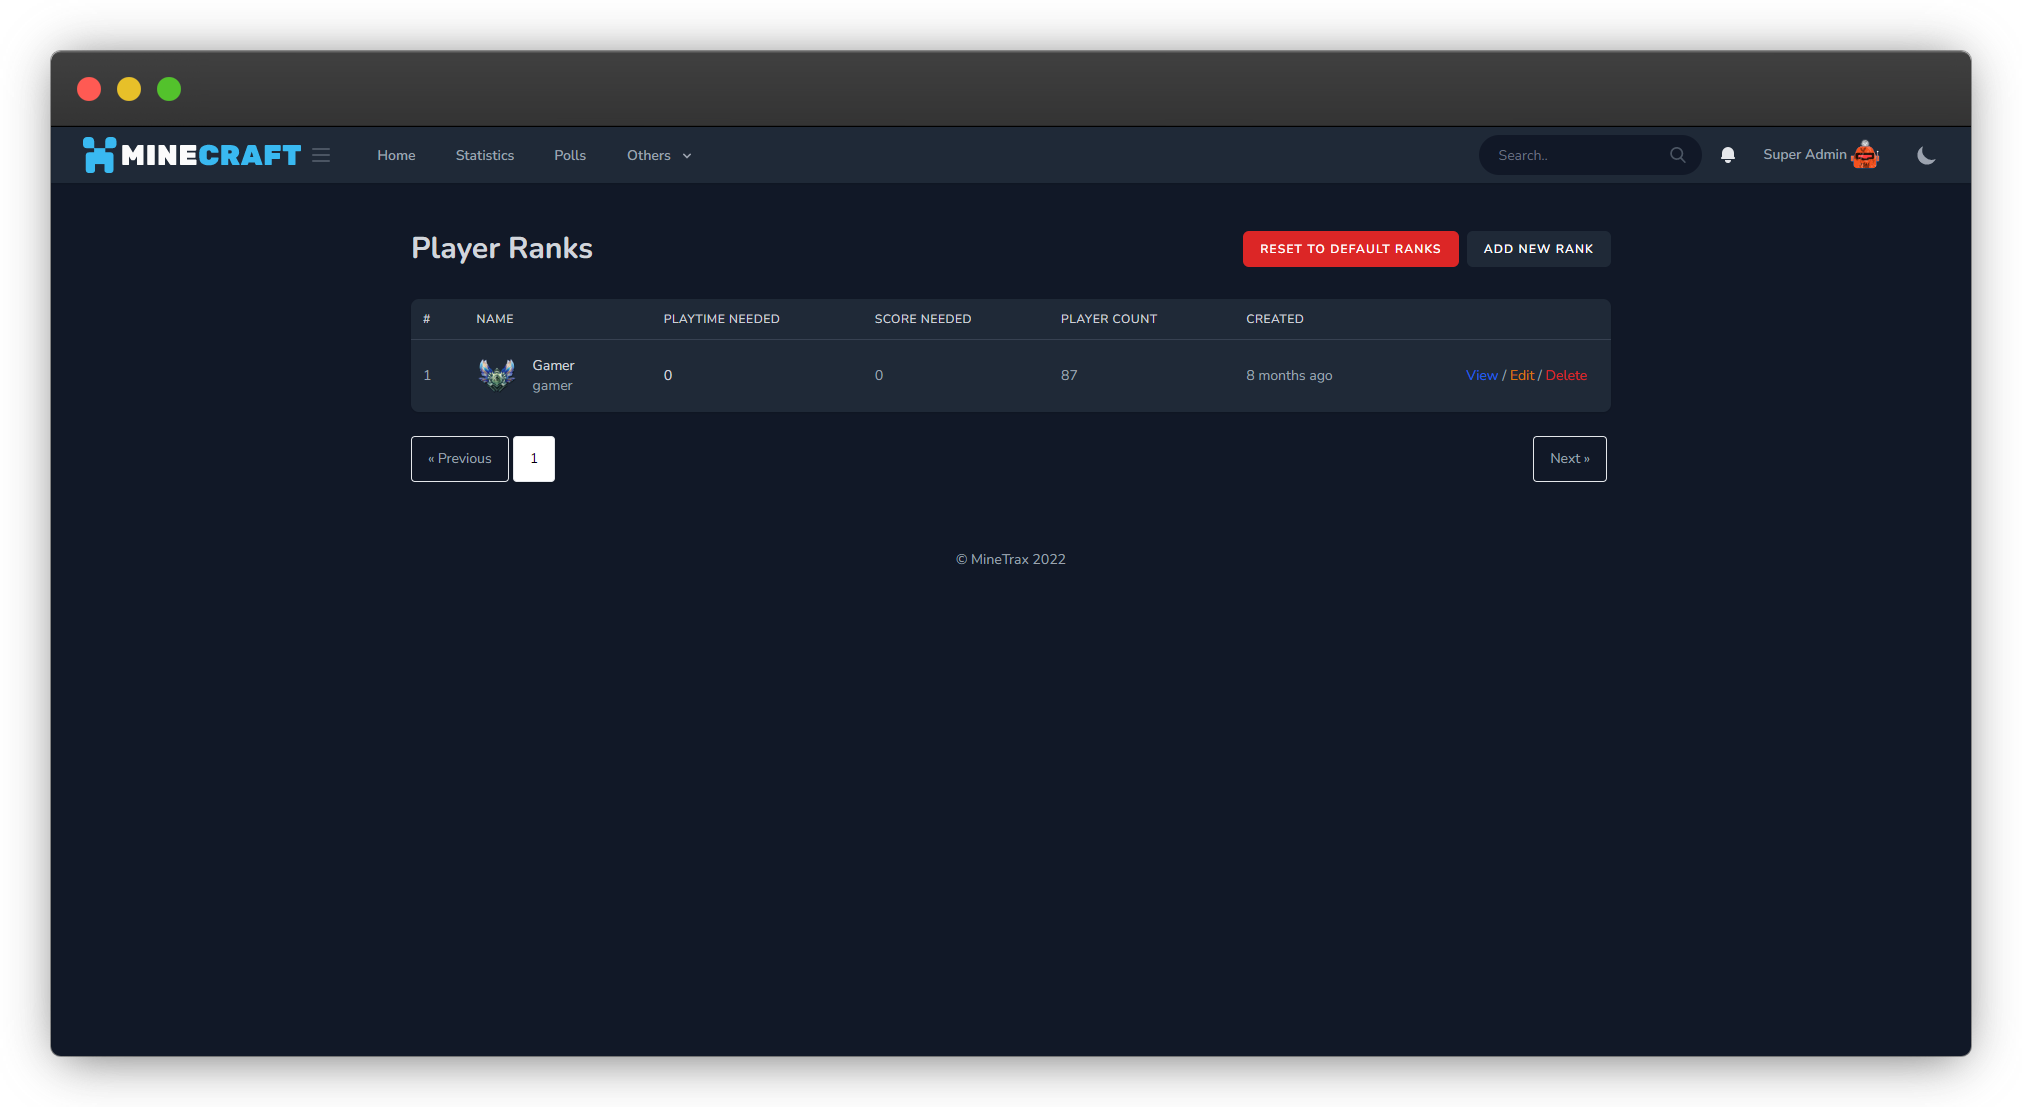 MINECRAFT Home Statistics Polls Others Search.. Super Admin
Player Ranks RESET TO DEFAULT RANKS ADD NEW RANK
# NAME PLAYTIME NEEDED SCORE NEEDED PLAYER COUNT CREATED
1 Gamer 0 0 87 8 months ago View / Edit / Delete
gamer
« Previous 1 Next »
© MineTrax 2022